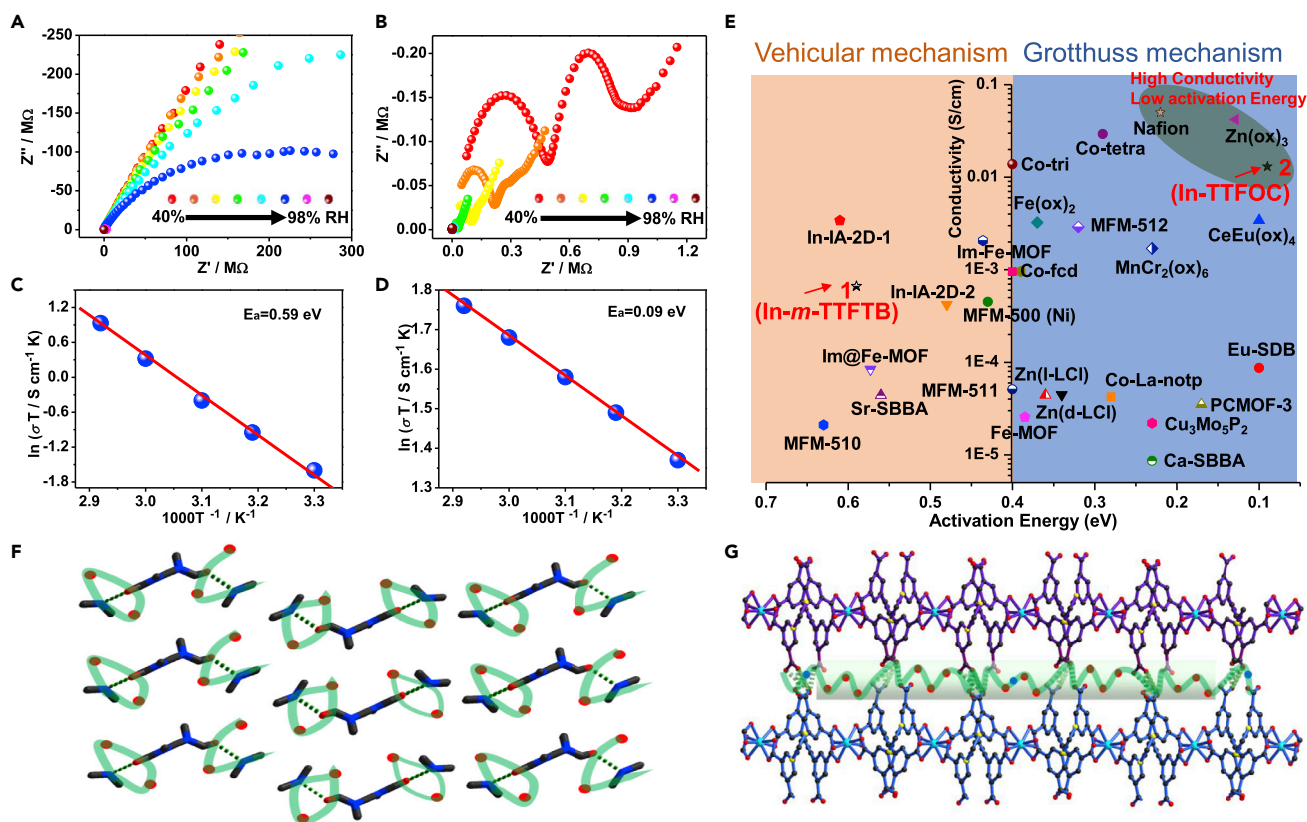 A
-250
-200
-150
-100
-50
0
Z'' / MΩ
40%
98% RH
0
50
100
150
200
250
300
Z' / MΩ
B
-0.20
-0.15
-0.10
-0.05
0.00
Z'' / MΩ
40%
98% RH
0.0
0.3
0.6
0.9
1.2
Z' / MΩ
C
1.2
0.6
0.0
-0.6
-1.2
-1.8
ln (σ T / S cm⁻¹ K)
Ea=0.59 eV
2.9
3.0
3.1
3.2
3.3
1000T⁻¹ / K⁻¹
D
1.8
1.7
1.6
1.5
1.4
1.3
ln (σ T / S cm⁻¹ K)
Ea=0.09 eV
2.9
3.0
3.1
3.2
3.3
1000T⁻¹ / K⁻¹
E
Vehicular mechanism
Grotthuss mechanism
0.1
0.01
1E-3
1E-4
1E-5
Conductivity (S/cm)
High Conductivity
Low activation Energy
Nafion
Zn(ox)₃
Co-tetra
Co-tri
2
(In-TTFOC)
Fe(ox)₂
MFM-512
CeEu(ox)₄
In-IA-2D-1
Im-Fe-MOF
MnCr₂(ox)₆
Co-fcd
1
(In-m-TTFTB)
In-IA-2D-2
MFM-500 (Ni)
Im@Fe-MOF
Eu-SDB
Zn(l-LCl)
MFM-511
Co-La-notp
Sr-SBBA
Zn(d-LCl)
PCMOF-3
MFM-510
Fe-MOF
Cu₃Mo₅P₂
Ca-SBBA
0.7
0.6
0.5
0.4
0.3
0.2
0.1
Activation Energy (eV)
F
G